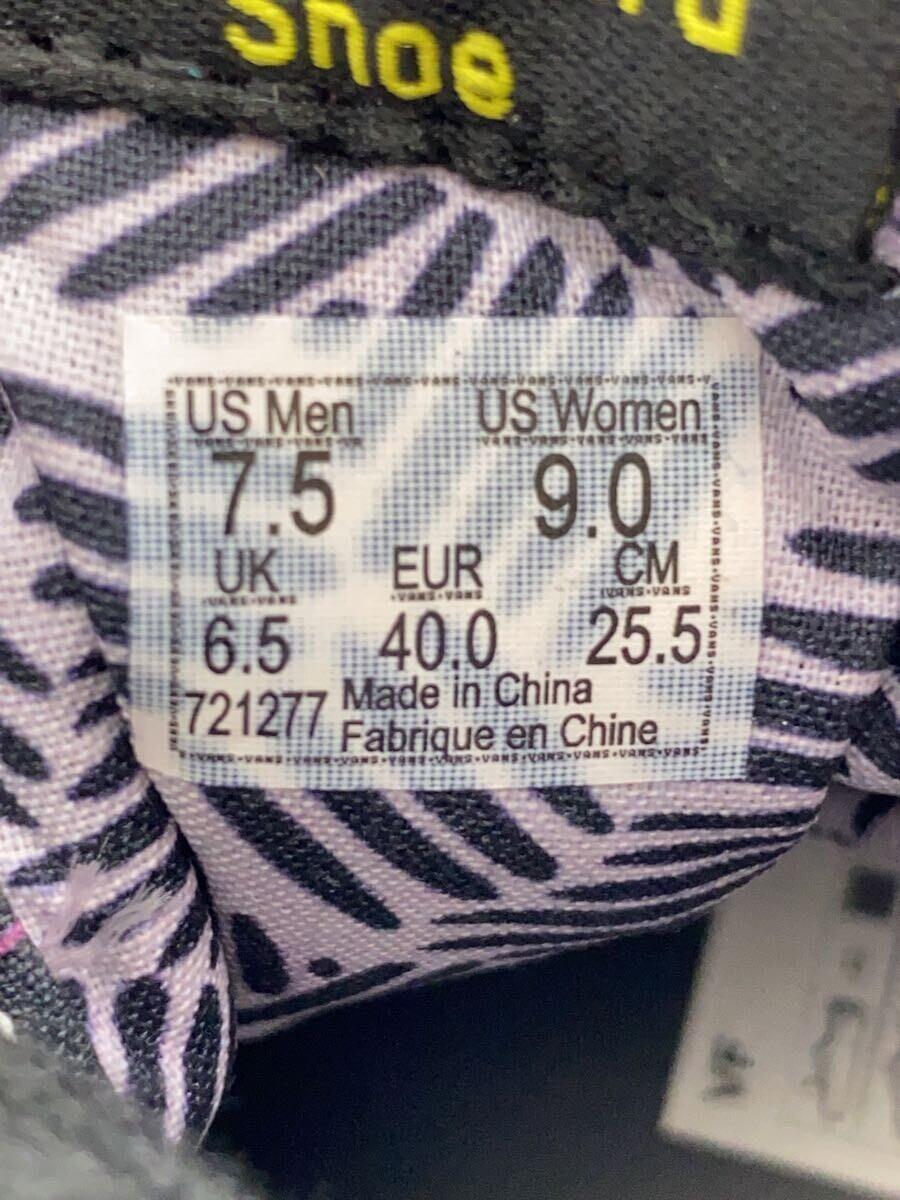 Shoe
US Men US Women
7.5 9.0
UK EUR CM
6.5 40.0 25.5
721277 Made in China
Fabrique en Chine